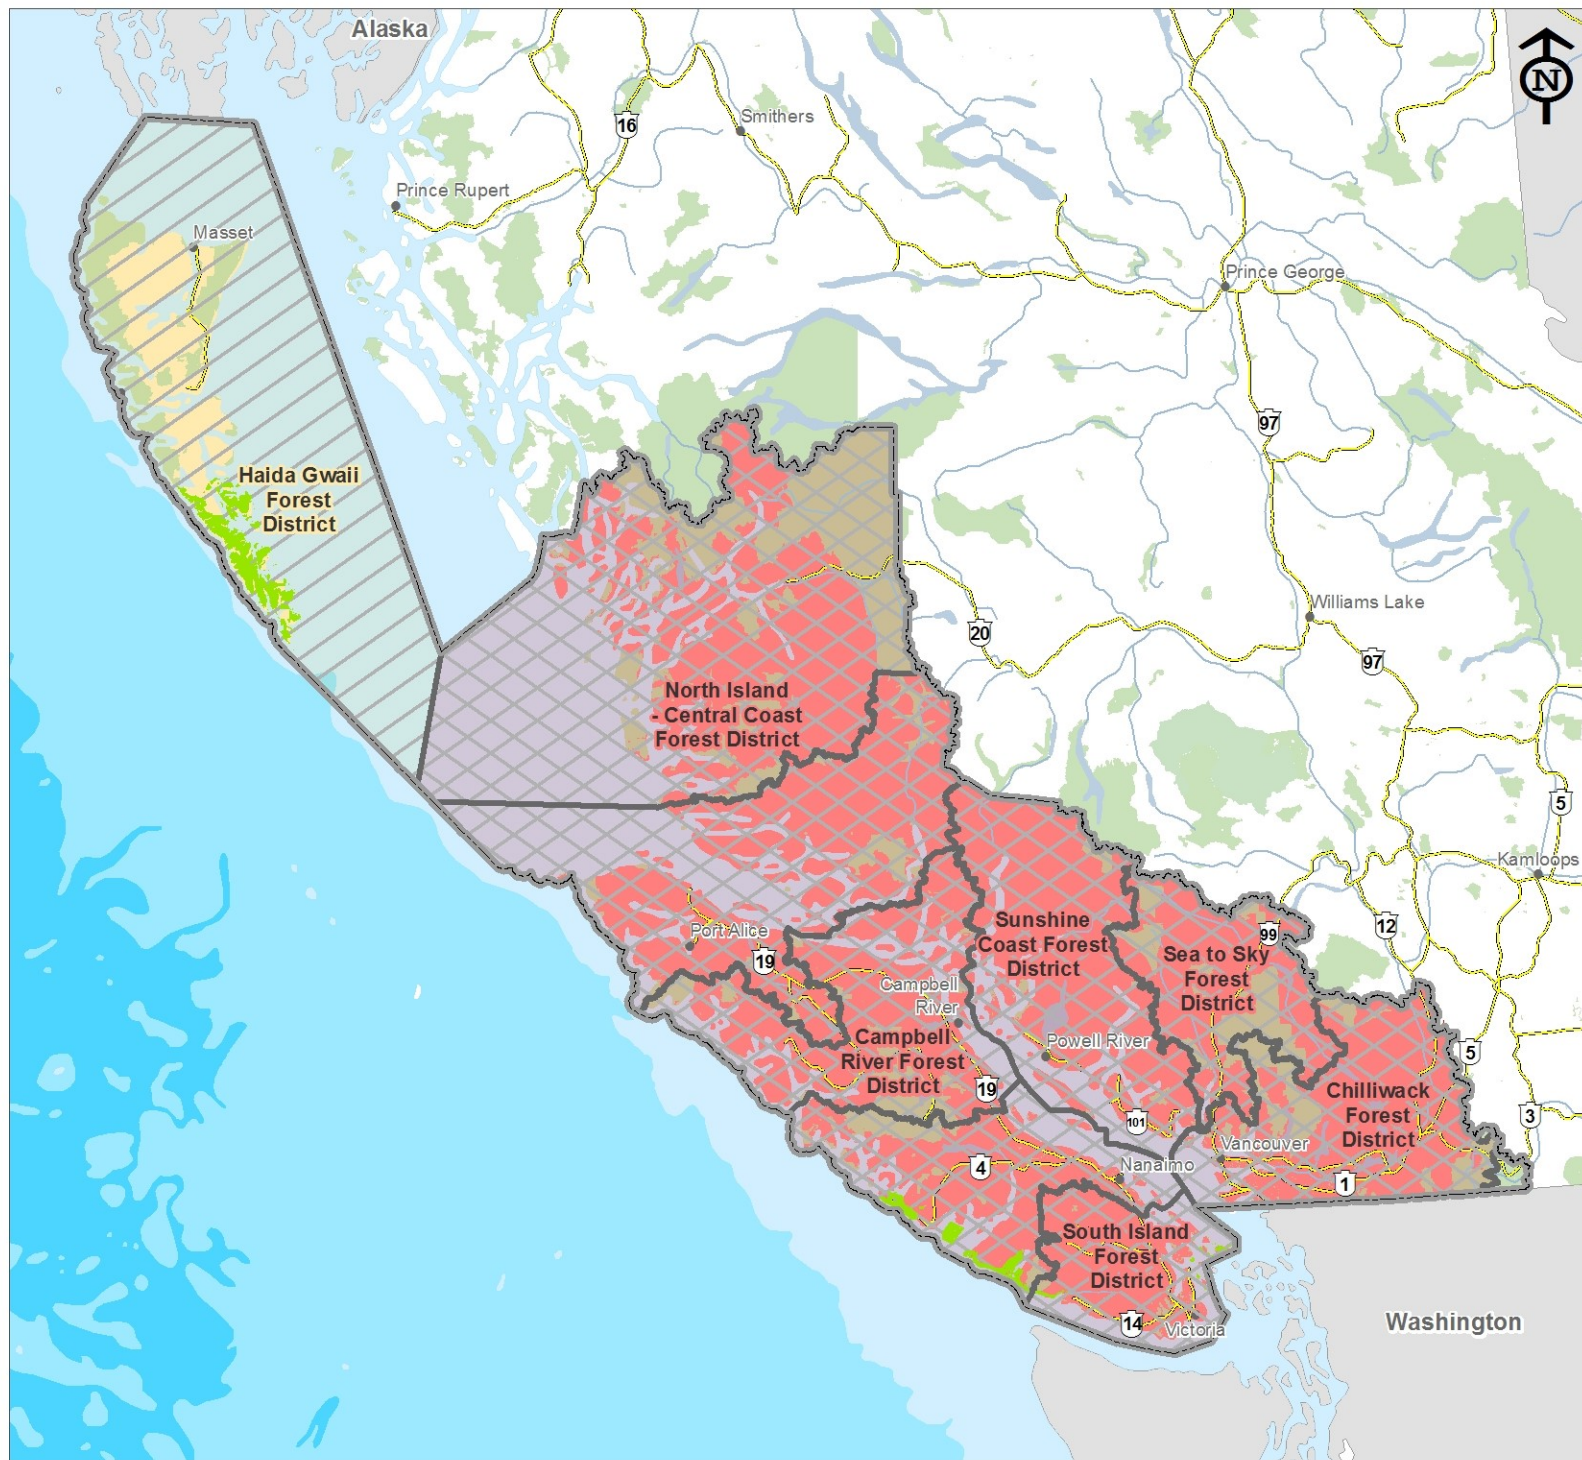 Alaska
N
16
Smithers
Prince Rupert
Masset
Prince George
97
Haida Gwaii
Forest
District
Williams Lake
20
97
North Island
- Central Coast
Forest District
5
Kamloops
Sunshine
Coast Forest
District
12
99
Port Alice
19
Sea to Sky
Forest
District
Campbell
River
Campbell
River Forest
District
Powell River
5
19
Chilliwack
Forest
District
101
3
Vancouver
4
Nanaimo
1
South Island
Forest
District
14
Victoria
Washington